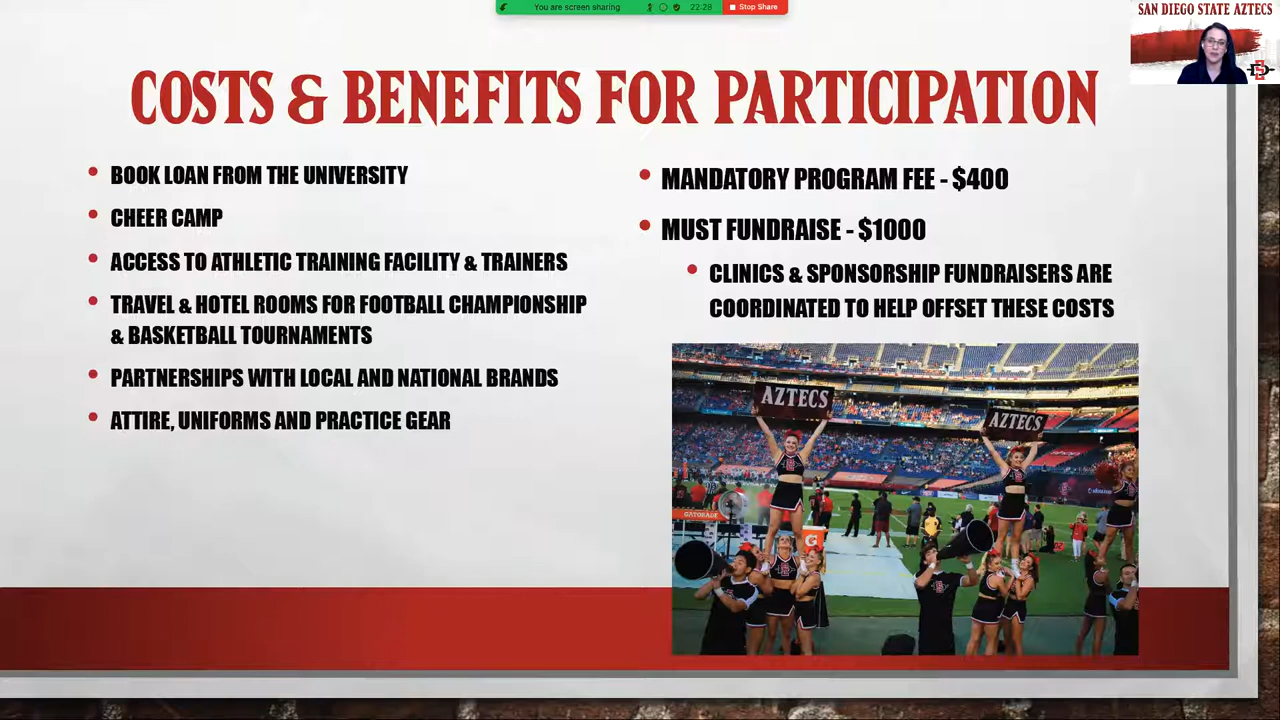 You are screen sharing
22:28
Stop Share
SAN DIEGO STATE AZTECS
COSTS & BENEFITS FOR PARTICIPATION
BOOK LOAN FROM THE UNIVERSITY
CHEER CAMP
ACCESS TO ATHLETIC TRAINING FACILITY & TRAINERS
TRAVEL & HOTEL ROOMS FOR FOOTBALL CHAMPIONSHIP
& BASKETBALL TOURNAMENTS
PARTNERSHIPS WITH LOCAL AND NATIONAL BRANDS
ATTIRE, UNIFORMS AND PRACTICE GEAR
MANDATORY PROGRAM FEE - $400
MUST FUNDRAISE - $1000
CLINICS & SPONSORSHIP FUNDRAISERS ARE
COORDINATED TO HELP OFFSET THESE COSTS
AZTECS
AZTECS
GATORADE
G